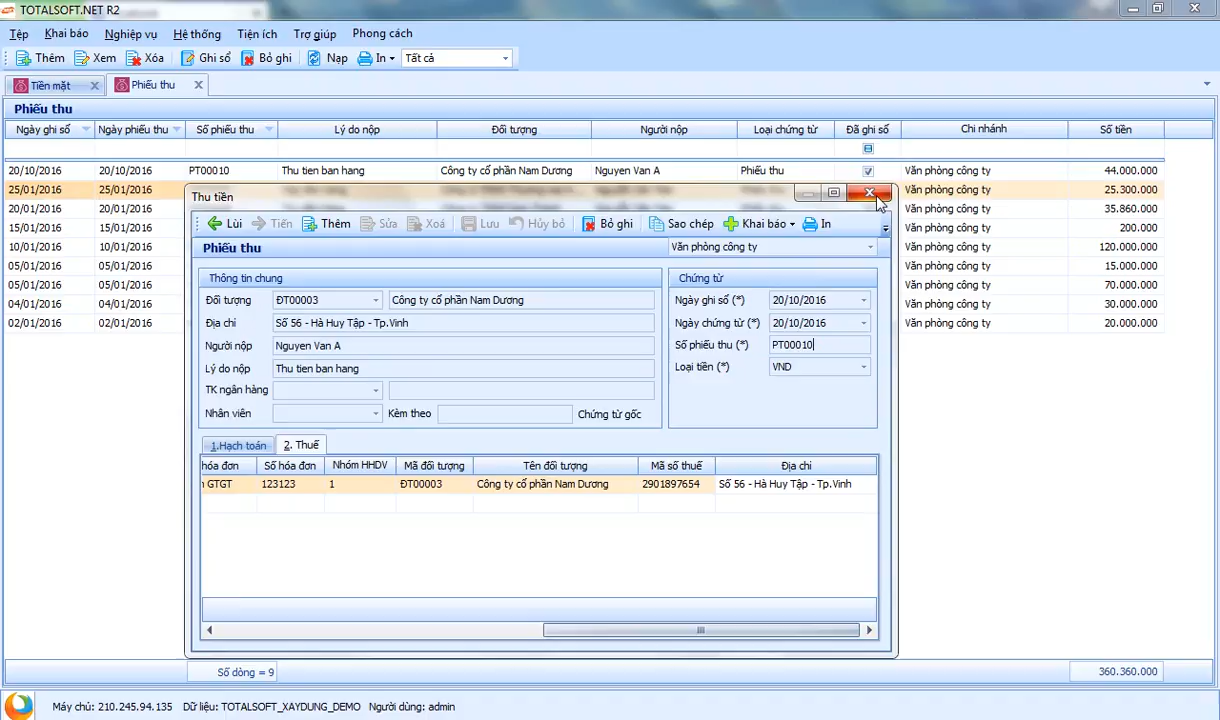 TOTALSOFT.NET R2
Tệp Khai báo Nghiệp vụ Hệ thống Tiện ích Trợ giúp Phong cách
Thêm Xem Xóa Ghi sổ Bỏ ghi Nạp In Tất cả
Tiền mặt Phiếu thu
Phiếu thu
Ngày ghi sổ Ngày phiếu thu Số phiếu thu Lý do nộp Đối tượng Người nộp Loại chứng từ Đã ghi sổ Chi nhánh Số tiền
20/10/2016 20/10/2016 PT00010 Thu tien ban hang Công ty cổ phần Nam Dương Nguyen Van A Phiếu thu Văn phòng công ty 44.000.000
25/01/2016 25/01/2016 Văn phòng công ty 25.300.000
20/01/2016 20/01/2016 Văn phòng công ty 35.860.000
15/01/2016 15/01/2016 Văn phòng công ty 200.000
10/01/2016 10/01/2016 Văn phòng công ty 120.000.000
05/01/2016 05/01/2016 Văn phòng công ty 15.000.000
05/01/2016 05/01/2016 Văn phòng công ty 70.000.000
04/01/2016 04/01/2016 Văn phòng công ty 30.000.000
02/01/2016 02/01/2016 Văn phòng công ty 20.000.000
Thu tiền
Lùi Tiến Thêm Sửa Xoá Lưu Hủy bỏ Bỏ ghi Sao chép Khai báo In
Phiếu thu Văn phòng công ty
Thông tin chung Chứng từ
Đối tượng ĐT00003 Công ty cổ phần Nam Dương Ngày ghi sổ (*) 20/10/2016
Địa chỉ Số 56 - Hà Huy Tập - Tp.Vinh Ngày chứng từ (*) 20/10/2016
Người nộp Nguyen Van A Số phiếu thu (*) PT00010
Lý do nộp Thu tien ban hang Loại tiền (*) VND
TK ngân hàng
Nhân viên Kèm theo Chứng từ gốc
1.Hạch toán 2. Thuế
hóa đơn Số hóa đơn Nhóm HHDV Mã đối tượng Tên đối tượng Mã số thuế Địa chỉ
GTGT 123123 1 ĐT00003 Công ty cổ phần Nam Dương 2901897654 Số 56 - Hà Huy Tập - Tp.Vinh
Số dòng = 9 360.360.000
Máy chủ: 210.245.94.135 Dữ liệu: TOTALSOFT_XAYDUNG_DEMO Người dùng: admin